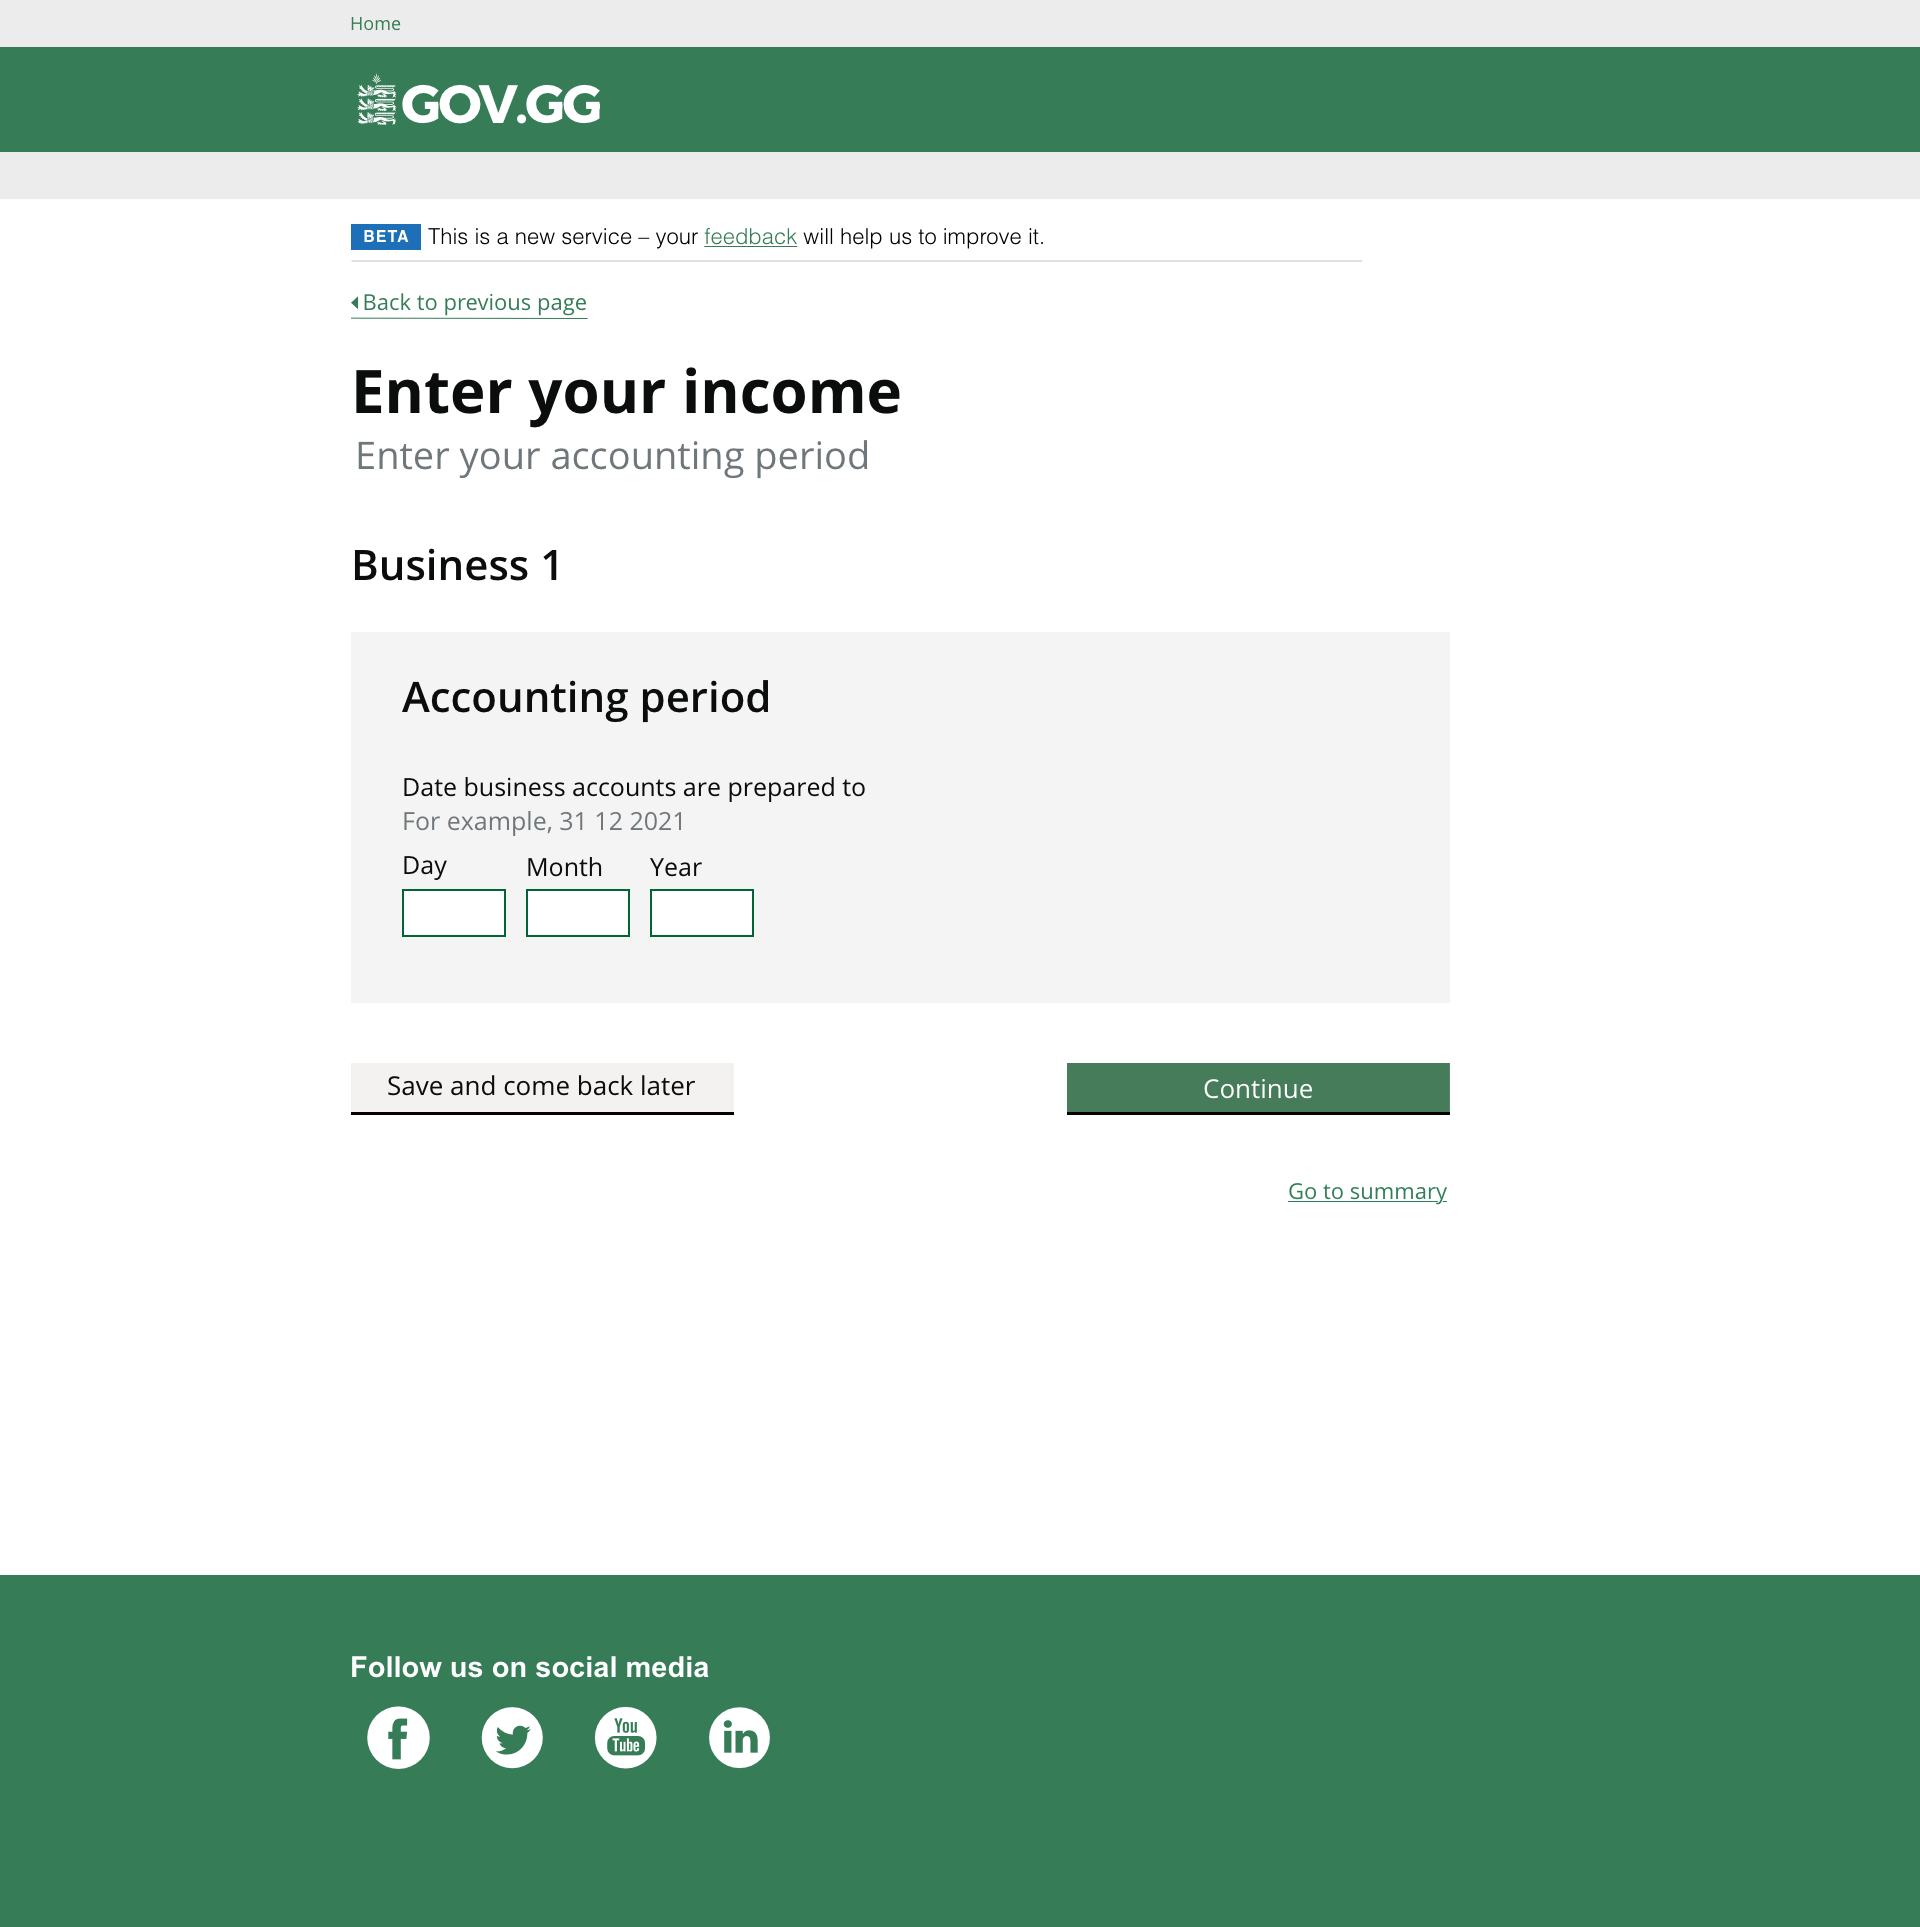 Home
GOV.GG
BETA This is a new service – your feedback will help us to improve it.
Back to previous page
Enter your income
Enter your accounting period
Business 1
Accounting period
Date business accounts are prepared to
For example, 31 12 2021
Day Month Year
Save and come back later Continue
Go to summary
Follow us on social media
f You Tube in